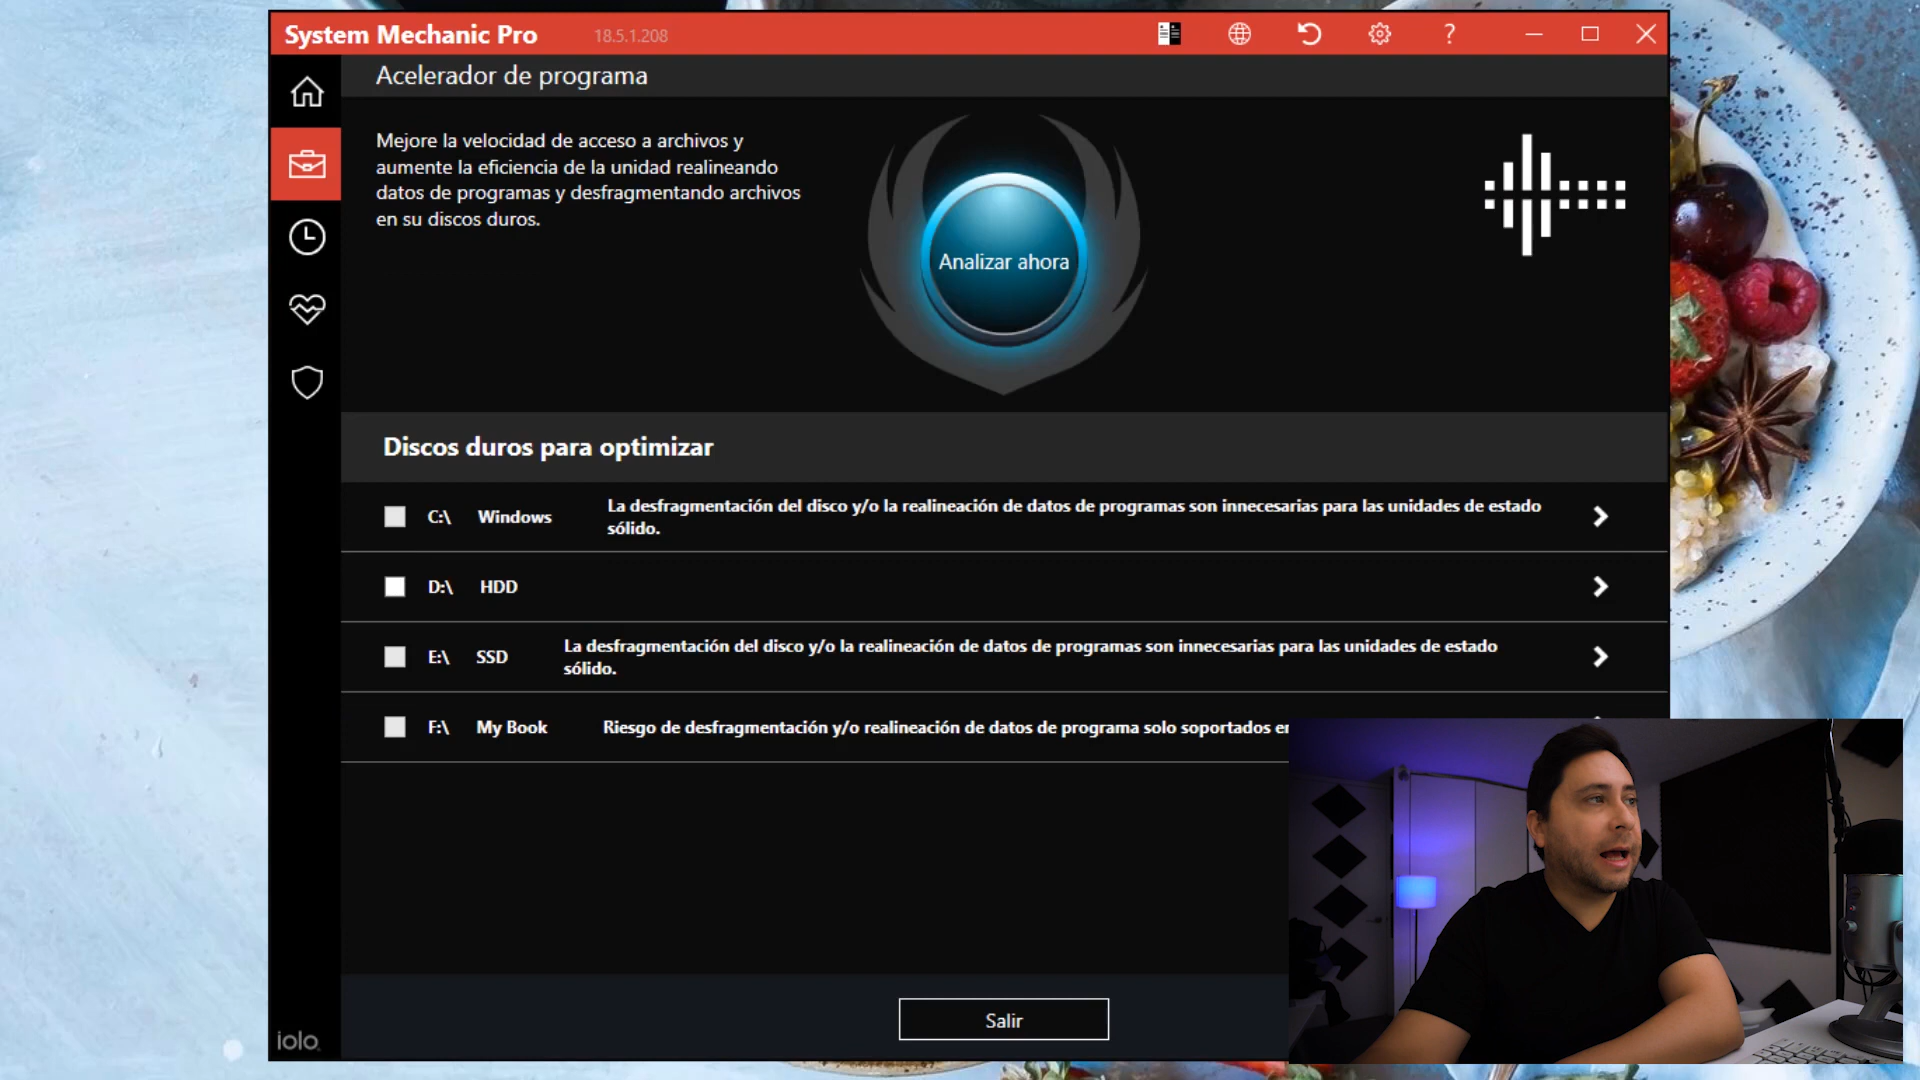 System Mechanic Pro 18.5.1.208
?
Acelerador de programa
Mejore la velocidad de acceso a archivos y
aumente la eficiencia de la unidad realineando
datos de programas y desfragmentando archivos
en su discos duros.
Analizar ahora
Discos duros para optimizar
C:\ Windows La desfragmentación del disco y/o la realineación de datos de programas son innecesarias para las unidades de estado
sólido.
D:\ HDD
E:\ SSD La desfragmentación del disco y/o la realineación de datos de programas son innecesarias para las unidades de estado
sólido.
F:\ My Book Riesgo de desfragmentación y/o realineación de datos de programa solo soportados
Salir
iolo